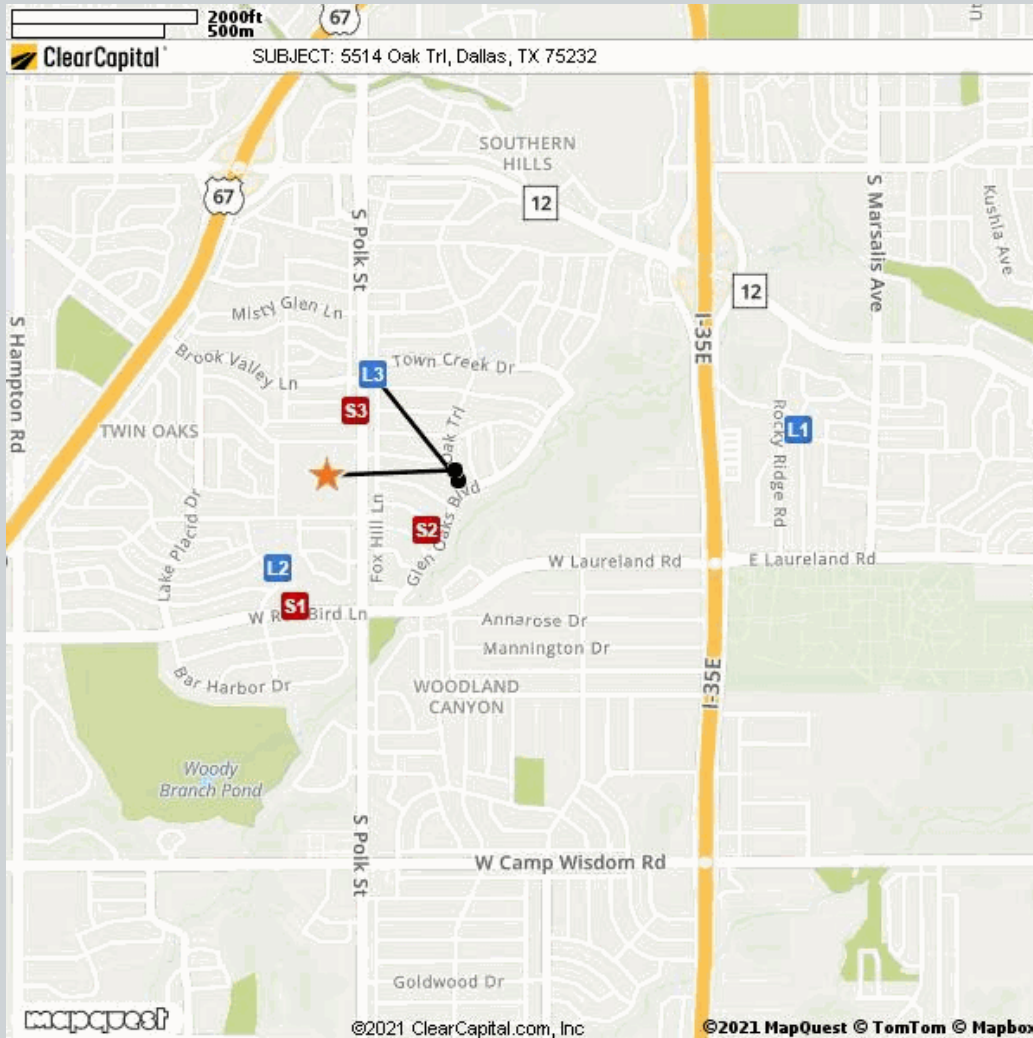 2000ft
500m
67
ClearCapital
SUBJECT: 5514 Oak Trl, Dallas, TX 75232
SOUTHERN
HILLS
67
12
S Polk St
S Marsalis Ave
Kushla Ave
12
Misty Glen Ln
S Hampton Rd
I-35E
Brook Valley Ln
Town Creek Dr
L3
S3
Rocky Ridge Rd
L1
TWIN OAKS
Oak Trl
Lake Placid Dr
Fox Hill Ln
Glen Oaks Blvd
S2
L2
W Laureland Rd
E Laureland Rd
S1
Bird Ln
Annarose Dr
Mannington Dr
Bar Harbor Dr
WOODLAND
CANYON
I-35E
Woody
Branch Pond
S Polk St
W Camp Wisdom Rd
Goldwood Dr
mapquest
©2021 ClearCapital.com, Inc
©2021 MapQuest © TomTom © Mapbox